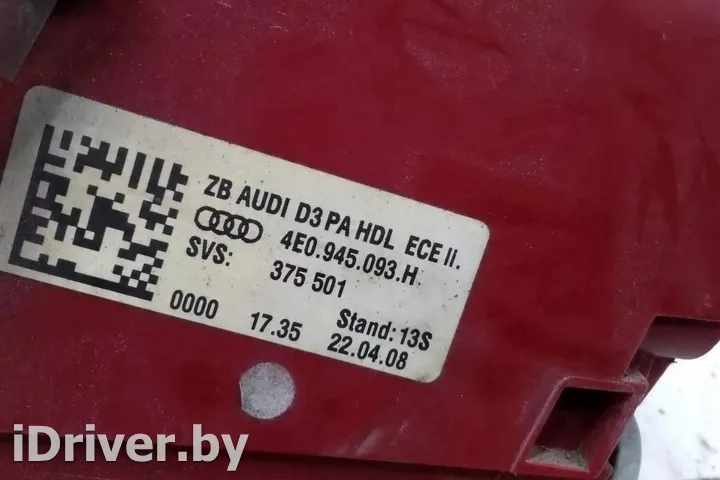 ZB AUDI D3 PA HDL ECE II.
4E0.945.093.H
SVS: 375 501
Stand: 13S
0000 17.35 22.04.08
iDriver.by